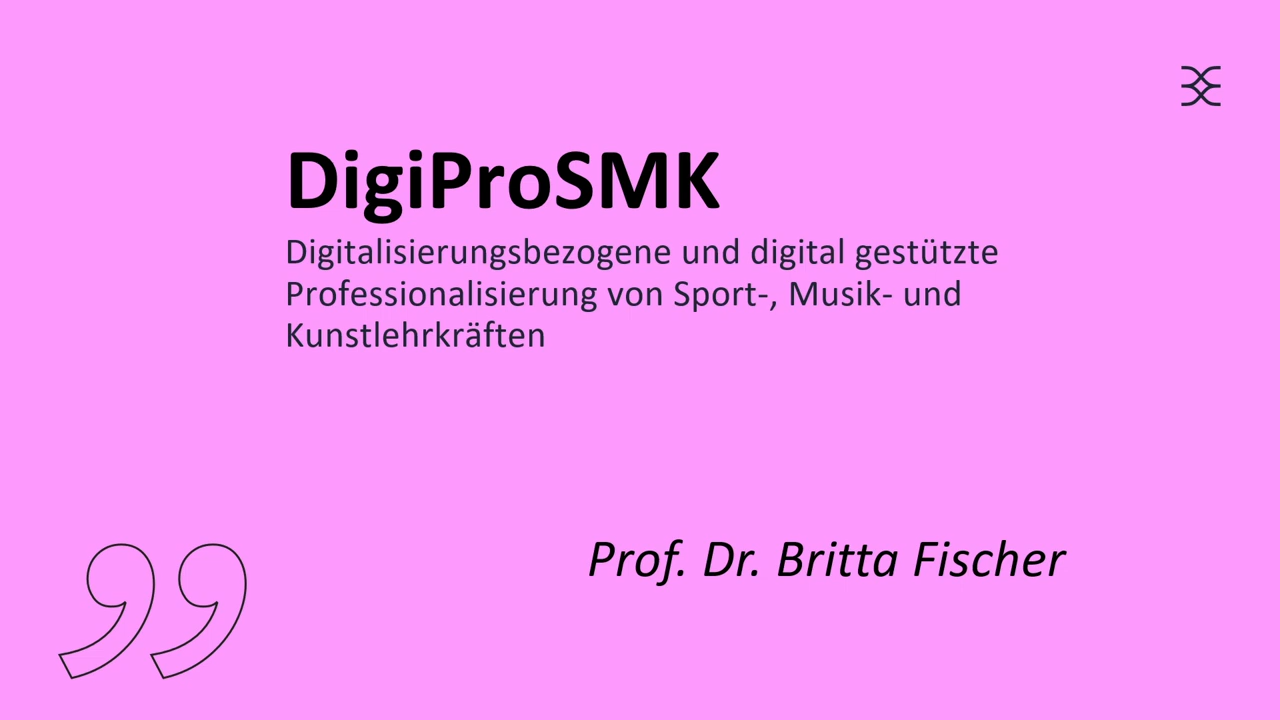 DigiProSMK
Digitalisierungsbezogene und digital gestützte
Professionalisierung von Sport-, Musik- und
Kunstlehrkräften
Prof. Dr. Britta Fischer